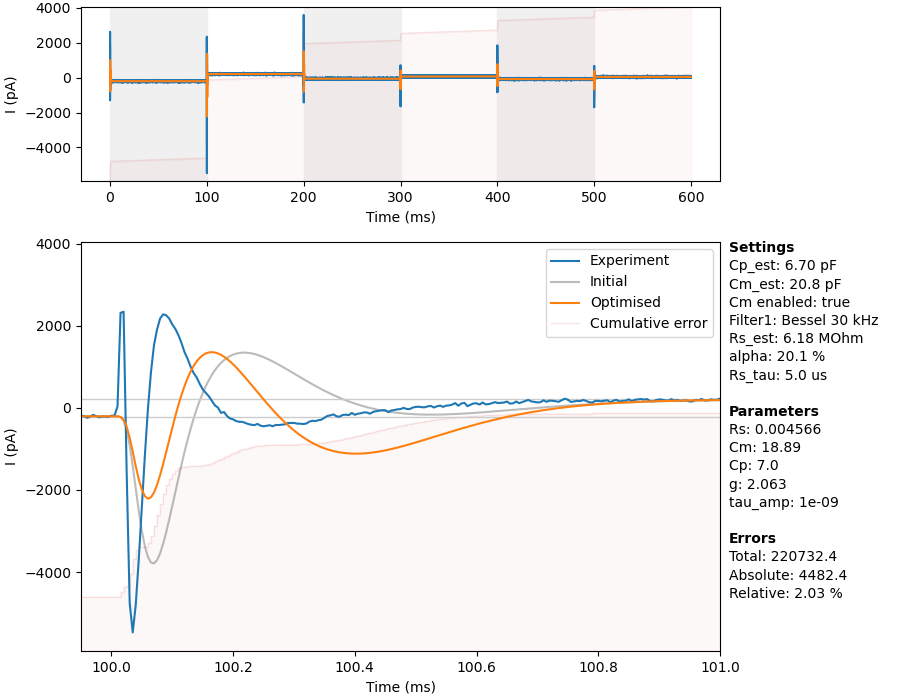 4000
2000
0
−2000
−4000
I (pA)
0 100 200 300 400 500 600
Time (ms)
4000
2000
0
−2000
−4000
I (pA)
100.0 100.2 100.4 100.6 100.8 101.0
Time (ms)
Experiment
Initial
Optimised
Cumulative error
Settings
Cp_est: 6.70 pF
Cm_est: 20.8 pF
Cm enabled: true
Filter1: Bessel 30 kHz
Rs_est: 6.18 MOhm
alpha: 20.1 %
Rs_tau: 5.0 us
Parameters
Rs: 0.004566
Cm: 18.89
Cp: 7.0
g: 2.063
tau_amp: 1e-09
Errors
Total: 220732.4
Absolute: 4482.4
Relative: 2.03 %